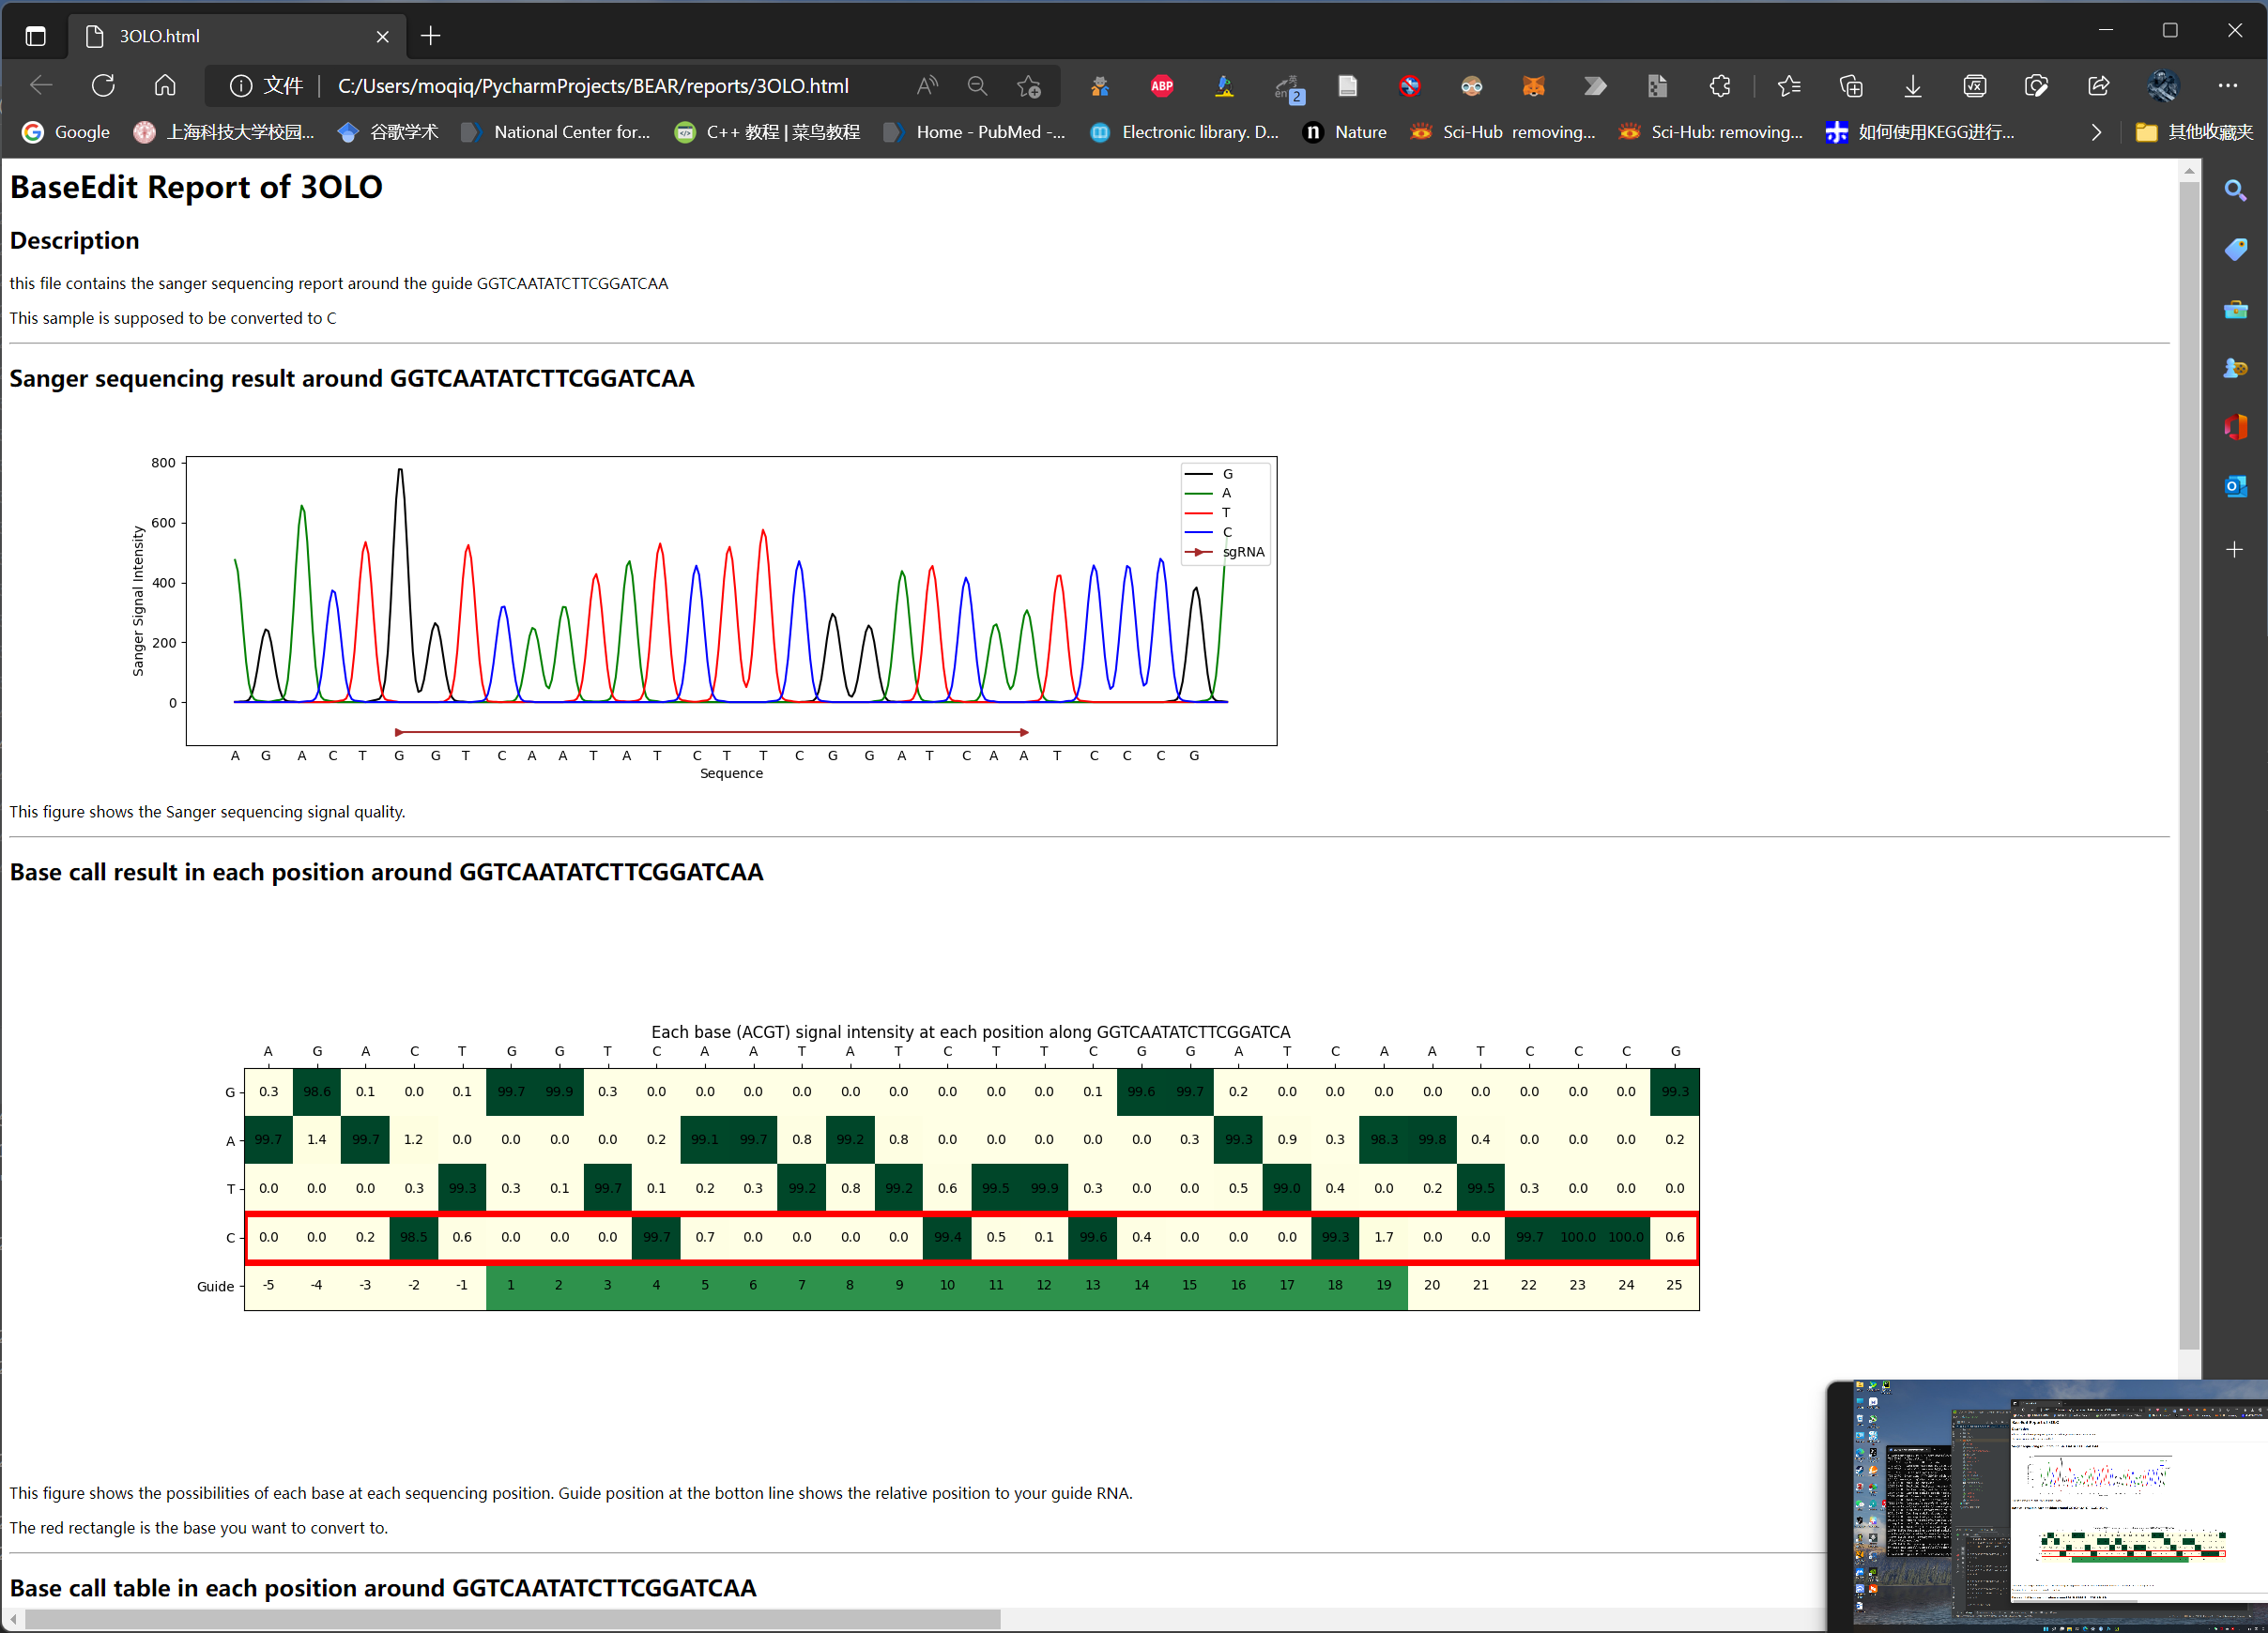 3OLO.html
文件 C:/Users/moqiq/PycharmProjects/BEAR/reports/3OLO.html
ABP 英 en 2
Google 上海科技大学校园... 谷歌学术 National Center for... C++ 教程 | 菜鸟教程 Home - PubMed -... Electronic library. D... n Nature Sci-Hub removing... Sci-Hub: removing... 如何使用KEGG进行... 其他收藏夹
BaseEdit Report of 3OLO
Description
this file contains the sanger sequencing report around the guide GGTCAATATCTTCGGATCAA
This sample is supposed to be converted to C
Sanger sequencing result around GGTCAATATCTTCGGATCAA
800
600
400
200
0
Sanger Signal Intensity
G
A
T
C
sgRNA
A G A C T G G T C A A T A T C T T C G G A T C A A T C C C G
Sequence
This figure shows the Sanger sequencing signal quality.
Base call result in each position around GGTCAATATCTTCGGATCAA
Each base (ACGT) signal intensity at each position along GGTCAATATCTTCGGATCA
A G A C T G G T C A A T A T C T T C G G A T C A A T C C C G
G 0.3 98.6 0.1 0.0 0.1 99.7 99.9 0.3 0.0 0.0 0.0 0.0 0.0 0.0 0.0 0.0 0.0 0.1 99.6 99.7 0.2 0.0 0.0 0.0 0.0 0.0 0.0 0.0 0.0 99.3
A 99.7 1.4 99.7 1.2 0.0 0.0 0.0 0.0 0.2 99.1 99.7 0.8 99.2 0.8 0.0 0.0 0.0 0.0 0.0 0.3 99.3 0.9 0.3 98.3 99.8 0.4 0.0 0.0 0.0 0.2
T 0.0 0.0 0.0 0.3 99.3 0.3 0.1 99.7 0.1 0.2 0.3 99.2 0.8 99.2 0.6 99.5 99.9 0.3 0.0 0.0 0.5 99.0 0.4 0.0 0.2 99.5 0.3 0.0 0.0 0.0
C 0.0 0.0 0.2 98.5 0.6 0.0 0.0 0.0 99.7 0.7 0.0 0.0 0.0 0.0 99.4 0.5 0.1 99.6 0.4 0.0 0.0 0.0 99.3 1.7 0.0 0.0 99.7 100.0 100.0 0.6
Guide -5 -4 -3 -2 -1 1 2 3 4 5 6 7 8 9 10 11 12 13 14 15 16 17 18 19 20 21 22 23 24 25
This figure shows the possibilities of each base at each sequencing position. Guide position at the botton line shows the relative position to your guide RNA.
The red rectangle is the base you want to convert to.
Base call table in each position around GGTCAATATCTTCGGATCAA